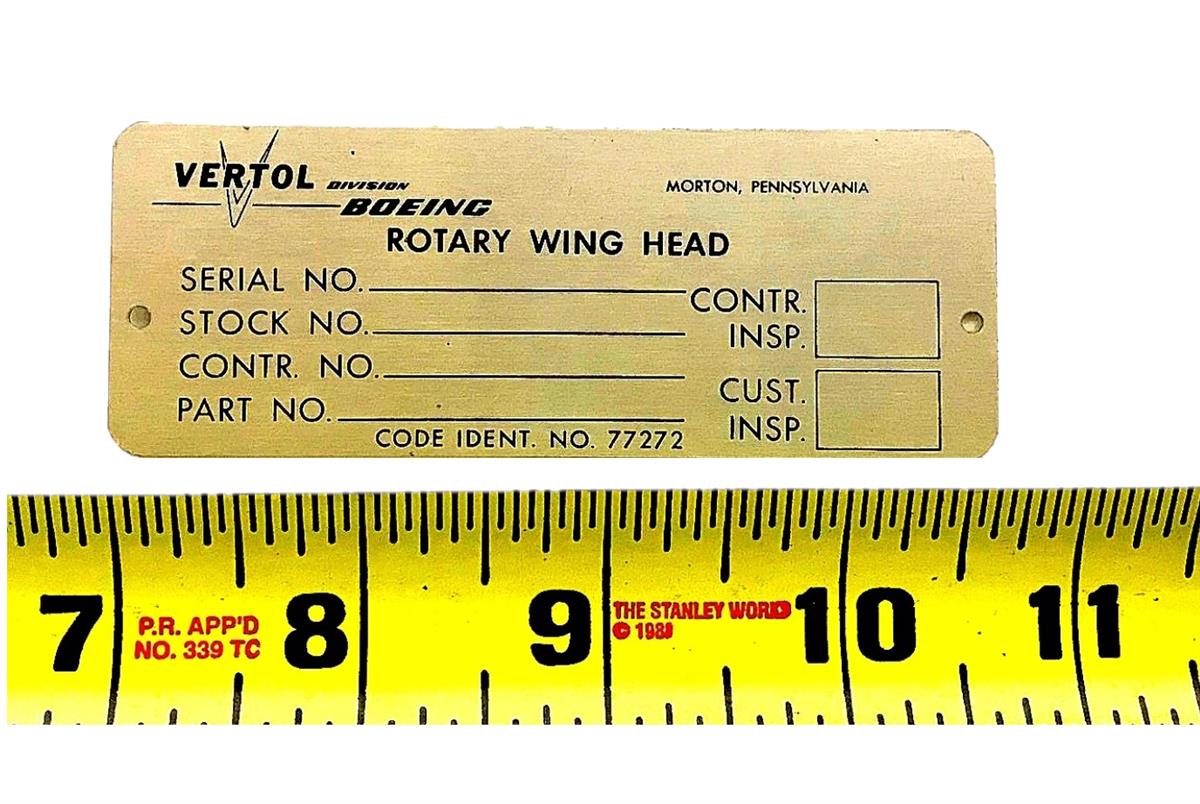 VERTOL DIVISION
BOEING
MORTON, PENNSYLVANIA
ROTARY WING HEAD
SERIAL NO.
STOCK NO.
CONTR. NO.
PART NO.
CODE IDENT. NO. 77272
CONTR.
INSP.
CUST.
INSP.
7 8 9 10 11
P.R. APP'D
NO. 339 TC
THE STANLEY WORKS
© 198